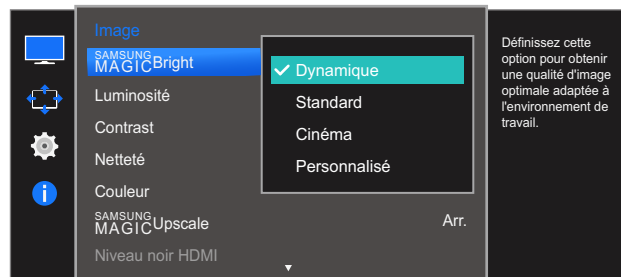 Image
SAMSUNG MAGICBright
Dynamique
Standard
Cinéma
Personnalisé
Luminosité
Contrast
Netteté
Couleur
SAMSUNG MAGICUpscale Arr.
Niveau noir HDMI
Définissez cette
option pour obtenir
une qualité d'image
optimale adaptée à
l'environnement de
travail.
i